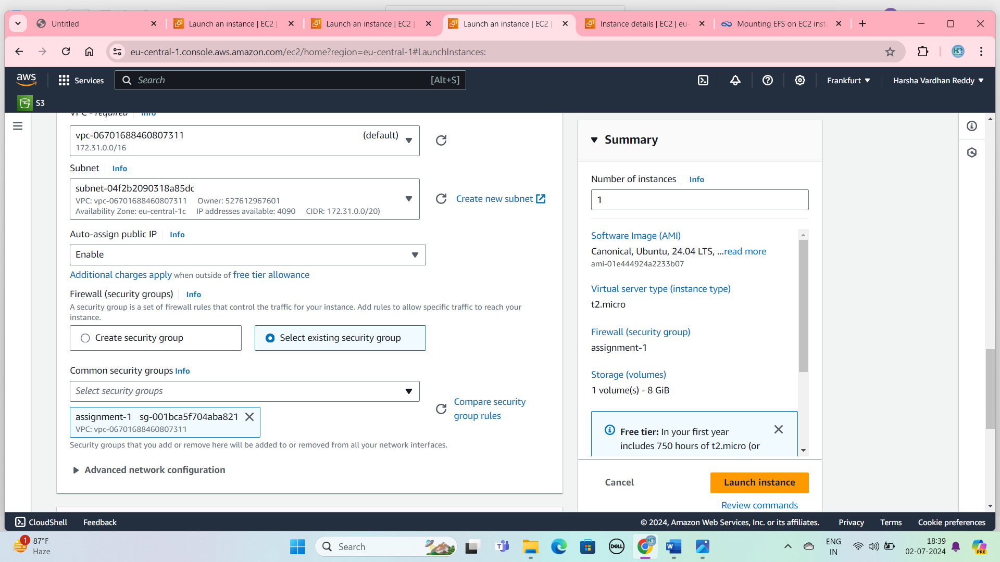 Untitled
Launch an instance | EC2 |
Launch an instance | EC2 |
Launch an instance | EC2 |
Instance details | EC2 | eu-
Mounting EFS on EC2 insta
eu-central-1.console.aws.amazon.com/ec2/home?region=eu-central-1#LaunchInstances:
HR
aws
Services
Search
[Alt+S]
Frankfurt
Harsha Vardhan Reddy
S3
VPC - required
Info
vpc-06701688460807311
(default)
172.31.0.0/16
Subnet
Info
subnet-04f2b2090318a85dc
VPC: vpc-06701688460807311 Owner: 527612967601
Availability Zone: eu-central-1c IP addresses available: 4090 CIDR: 172.31.0.0/20)
Create new subnet
Auto-assign public IP
Info
Enable
Additional charges apply when outside of free tier allowance
Firewall (security groups)
Info
A security group is a set of firewall rules that control the traffic for your instance. Add rules to allow specific traffic to reach your
instance.
Create security group
Select existing security group
Common security groups Info
Select security groups
assignment-1 sg-001bca5f704aba821
VPC: vpc-06701688460807311
Compare security
group rules
Security groups that you add or remove here will be added to or removed from all your network interfaces.
Advanced network configuration
Summary
Number of instances
Info
1
Software Image (AMI)
Canonical, Ubuntu, 24.04 LTS, ...read more
ami-01e444924a2233b07
Virtual server type (instance type)
t2.micro
Firewall (security group)
assignment-1
Storage (volumes)
1 volume(s) - 8 GiB
Free tier: In your first year
includes 750 hours of t2.micro (or
Cancel
Launch instance
Review commands
CloudShell
Feedback
© 2024, Amazon Web Services, Inc. or its affiliates.
Privacy
Terms
Cookie preferences
1
87°F
Haze
Search
DELL
ENG
IN
18:39
02-07-2024
PRE